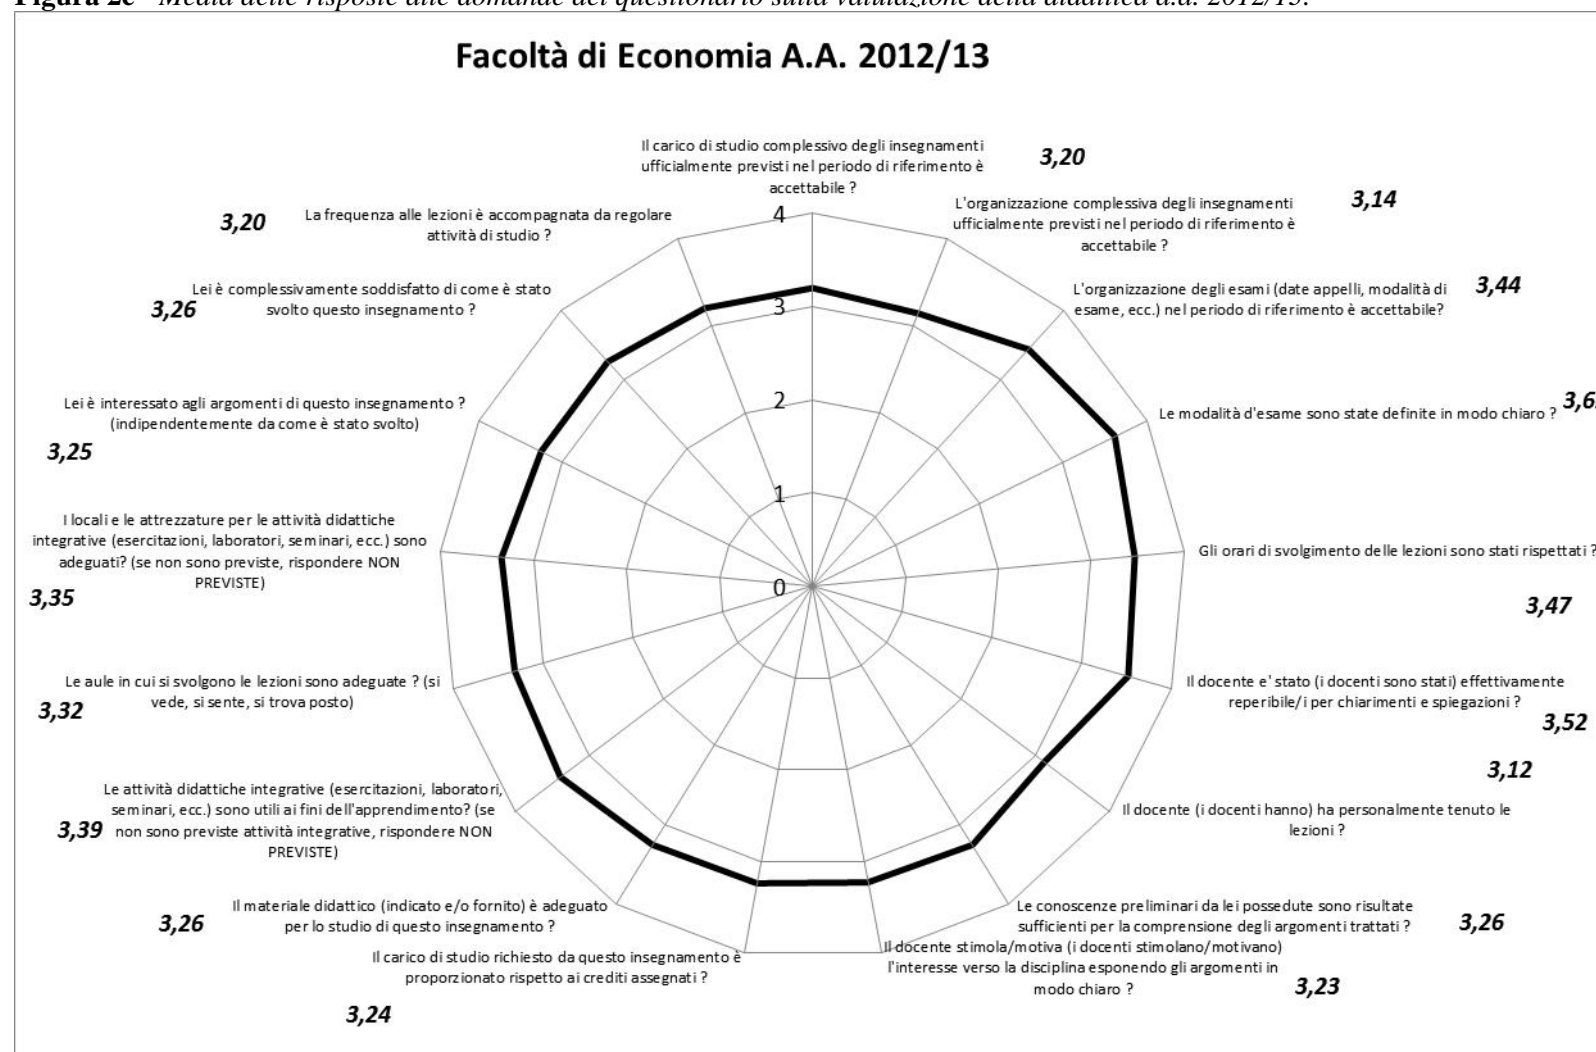 Figura 2c - Media delle risposte alle domande del questionario sulla valutazione della didattica a.a. 2012/13.
Facoltà di Economia A.A. 2012/13
Il carico di studio complessivo degli insegnamenti
ufficialmente previsti nel periodo di riferimento è
accettabile ?
3,20
L'organizzazione complessiva degli insegnamenti
ufficialmente previsti nel periodo di riferimento è
accettabile ?
3,14
L'organizzazione degli esami (date appelli, modalità di
esame, ecc.) nel periodo di riferimento è accettabile?
3,44
Le modalità d'esame sono state definite in modo chiaro ?
3,6
Gli orari di svolgimento delle lezioni sono stati rispettati ?
3,47
Il docente e' stato (i docenti sono stati) effettivamente
reperibile/i per chiarimenti e spiegazioni ?
3,52
3,12
Il docente (i docenti hanno) ha personalmente tenuto le
lezioni ?
Le conoscenze preliminari da lei possedute sono risultate
sufficienti per la comprensione degli argomenti trattati ?
3,26
Il docente stimola/motiva (i docenti stimolano/motivano)
l'interesse verso la disciplina esponendo gli argomenti in
modo chiaro ?
3,23
Il carico di studio richiesto da questo insegnamento è
proporzionato rispetto ai crediti assegnati ?
3,24
Il materiale didattico (indicato e/o fornito) è adeguato
per lo studio di questo insegnamento ?
3,26
Le attività didattiche integrative (esercitazioni, laboratori,
seminari, ecc.) sono utili ai fini dell'apprendimento? (se
non sono previste attività integrative, rispondere NON
PREVISTE)
3,39
Le aule in cui si svolgono le lezioni sono adeguate ? (si
vede, si sente, si trova posto)
3,32
I locali e le attrezzature per le attività didattiche
integrative (esercitazioni, laboratori, seminari, ecc.) sono
adeguati? (se non sono previste, rispondere NON
PREVISTE)
3,35
Lei è interessato agli argomenti di questo insegnamento ?
(indipendentemente da come è stato svolto)
3,25
Lei è complessivamente soddisfatto di come è stato
svolto questo insegnamento ?
3,26
La frequenza alle lezioni è accompagnata da regolare
attività di studio ?
3,20
4
3
2
1
0